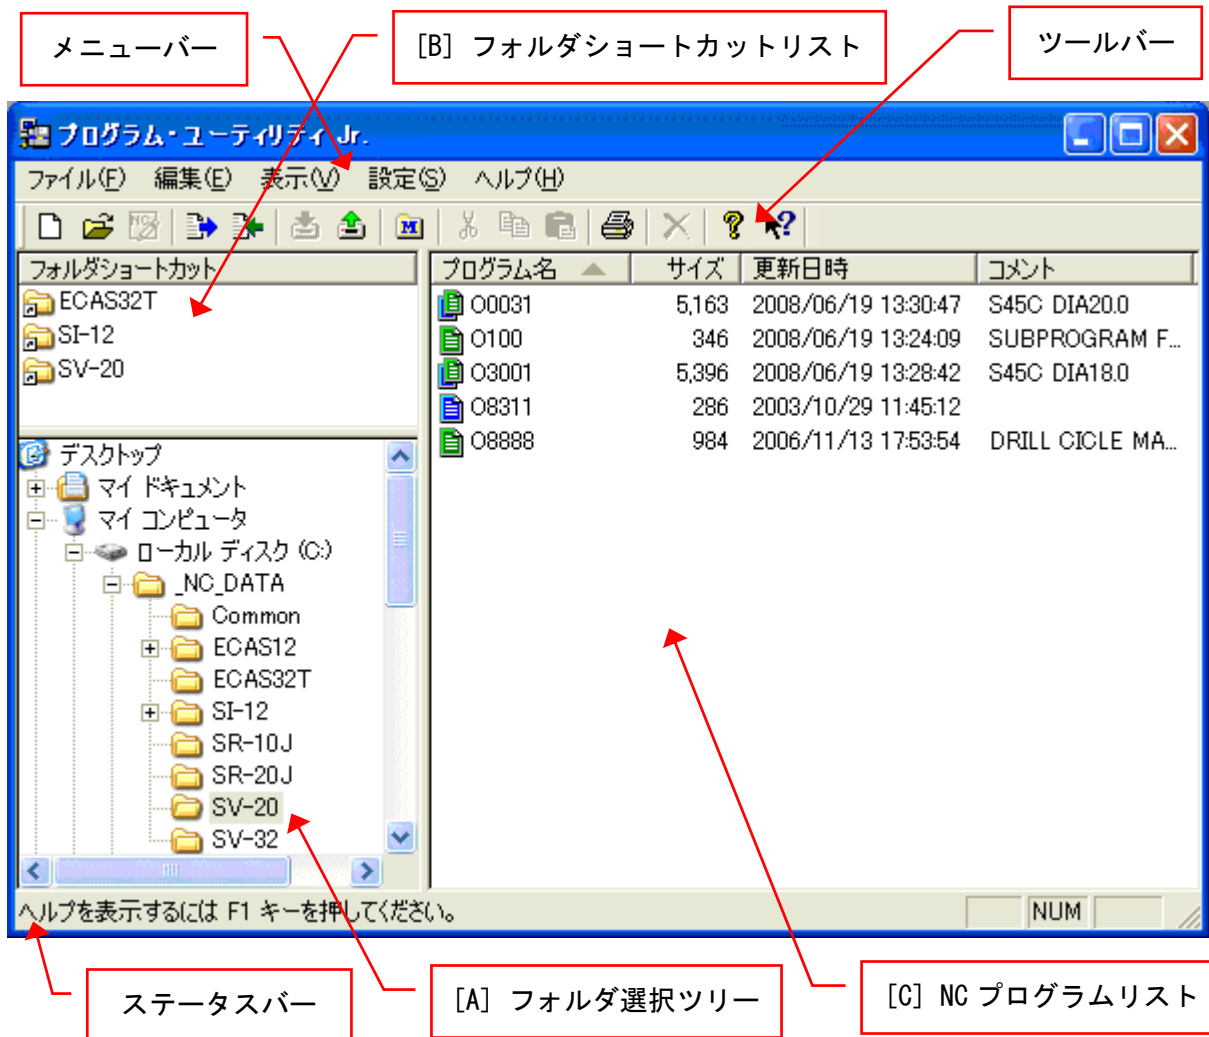 メニューバー
[B] フォルダショートカットリスト
ツールバー
プログラム・ユーティリティ Jr.
ファイル(F) 編集(E) 表示(V) 設定(S) ヘルプ(H)
フォルダショートカット
ECAS32T
SI-12
SV-20
デスクトップ
マイ ドキュメント
マイ コンピュータ
ローカル ディスク (C:)
_NC_DATA
Common
ECAS12
ECAS32T
SI-12
SR-10J
SR-20J
SV-20
SV-32
プログラム名 サイズ 更新日時 コメント
O0031 5,163 2008/06/19 13:30:47 S45C DIA20.0
O100 346 2008/06/19 13:24:09 SUBPROGRAM F...
O3001 5,396 2008/06/19 13:28:42 S45C DIA18.0
O8311 286 2003/10/29 11:45:12
O8888 984 2006/11/13 17:53:54 DRILL CICLE MA...
ヘルプを表示するには F1 キーを押してください。
NUM
ステータスバー
[A] フォルダ選択ツリー
[C] NC プログラムリスト